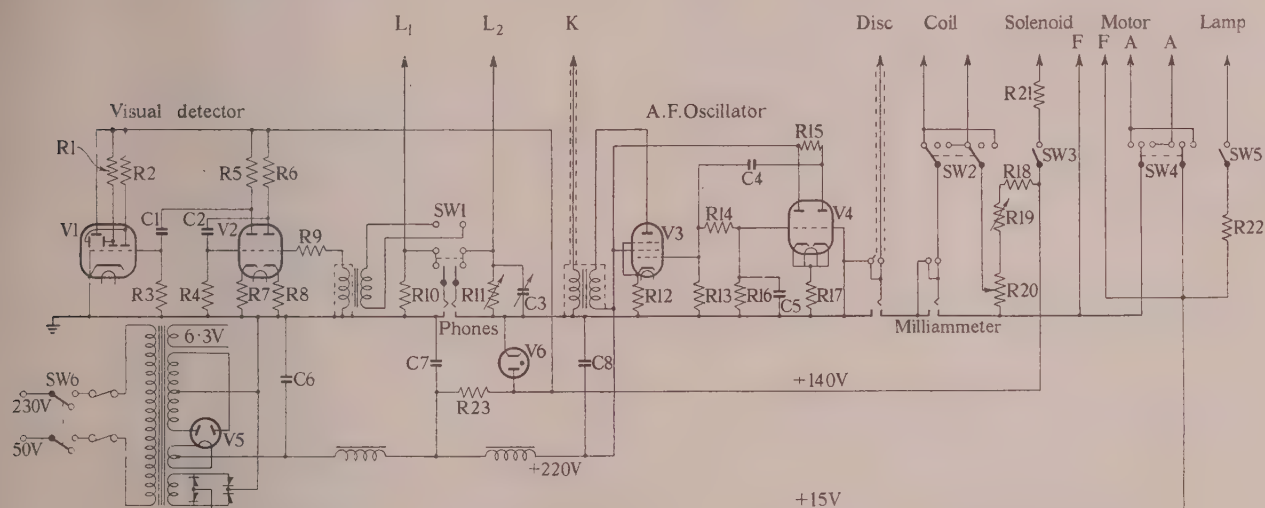 L₁ L₂ K Disc Coil Solenoid Motor Lamp
F F A A
Visual detector A.F.Oscillator
R21
R1 R2 R5 R6 R15
SW3 SW5
C4 SW2 SW4
R18
C1 C2 SW1
V1 V2 V3 R14 V4 R19 R22
R9
R3 R4 R7 R8 R10 R11 C3 R12 R13 R16 C5 R17 R20
Phones Milliammeter
6·3V
C7 V6 C8
SW6 C6 +140V
230V R23
V5
50V
+220V
+15V